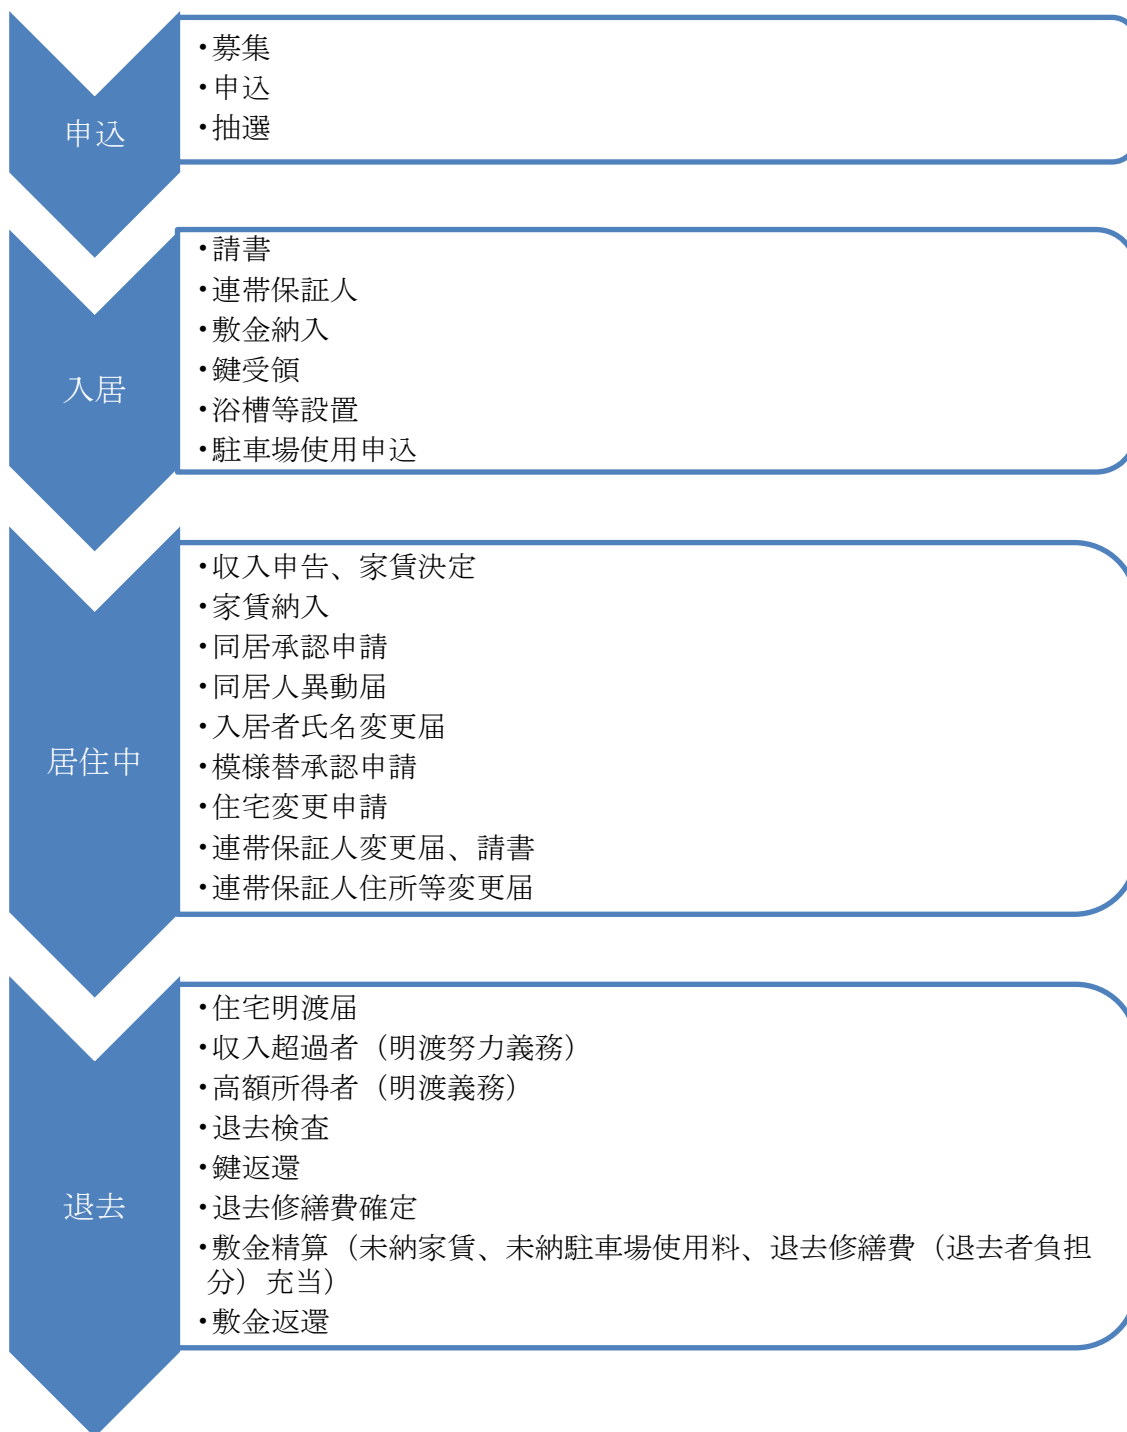 申込
・募集
・申込
・抽選
入居
・請書
・連帯保証人
・敷金納入
・鍵受領
・浴槽等設置
・駐車場使用申込
居住中
・収入申告、家賃決定
・家賃納入
・同居承認申請
・同居人異動届
・入居者氏名変更届
・模様替承認申請
・住宅変更申請
・連帯保証人変更届、請書
・連帯保証人住所等変更届
退去
・住宅明渡届
・収入超過者（明渡努力義務）
・高額所得者（明渡義務）
・退去検査
・鍵返還
・退去修繕費確定
・敷金精算（未納家賃、未納駐車場使用料、退去修繕費（退去者負担
分）充当）
・敷金返還